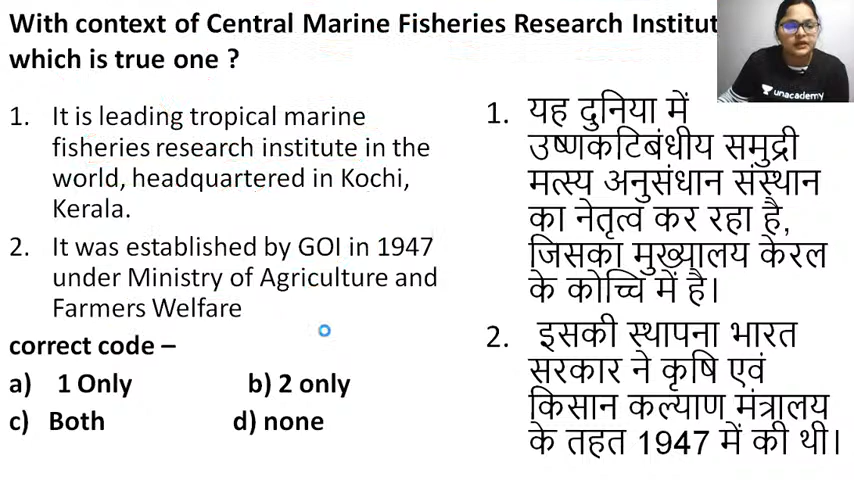 With context of Central Marine Fisheries Research Institut
which is true one ?
1. It is leading tropical marine
fisheries research institute in the
world, headquartered in Kochi,
Kerala.
2. It was established by GOI in 1947
under Ministry of Agriculture and
Farmers Welfare
correct code –
a) 1 Only b) 2 only
c) Both d) none
1. यह दुनिया में
उष्णकटिबंधीय समुद्री
मत्स्य अनुसंधान संस्थान
का नेतृत्व कर रहा है,
जिसका मुख्यालय केरल
के कोच्चि में है।
2. इसकी स्थापना भारत
सरकार ने कृषि एवं
किसान कल्याण मंत्रालय
के तहत 1947 में की थी।
unacademy